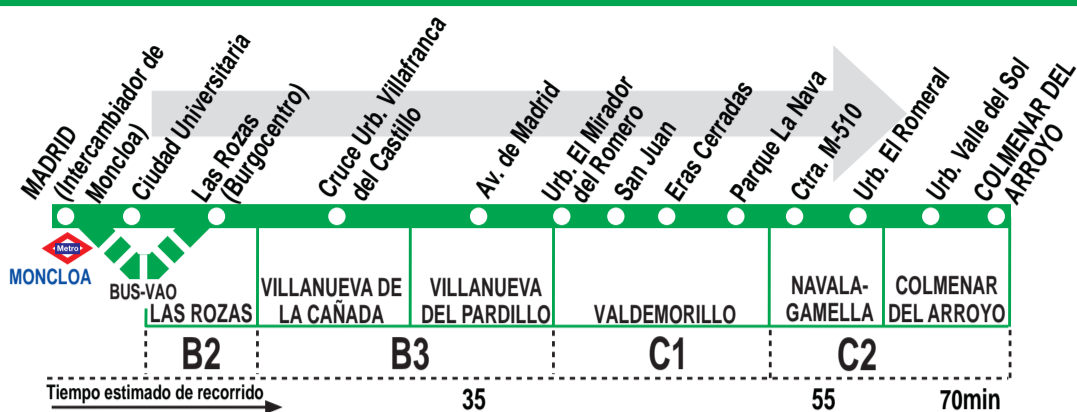 MADRID
(Intercambiador de
Moncloa)
Ciudad Universitaria
Las Rozas
(Burgocentro)
Cruce Urb. Villafranca
del Castillo
Av. de Madrid
Urb. El Mirador
del Romero
San Juan
Eras Cerradas
Parque La Nava
Ctra. M-510
Urb. El Romeral
Urb. Valle del Sol
COLMENAR DEL
ARROYO
Metro
MONCLOA
BUS-VAO
LAS ROZAS
VILLANUEVA DE
LA CAÑADA
VILLANUEVA
DEL PARDILLO
VALDEMORILLO
NAVALA-
GAMELLA
COLMENAR
DEL ARROYO
B2
B3
C1
C2
Tiempo estimado de recorrido
35
55
70min